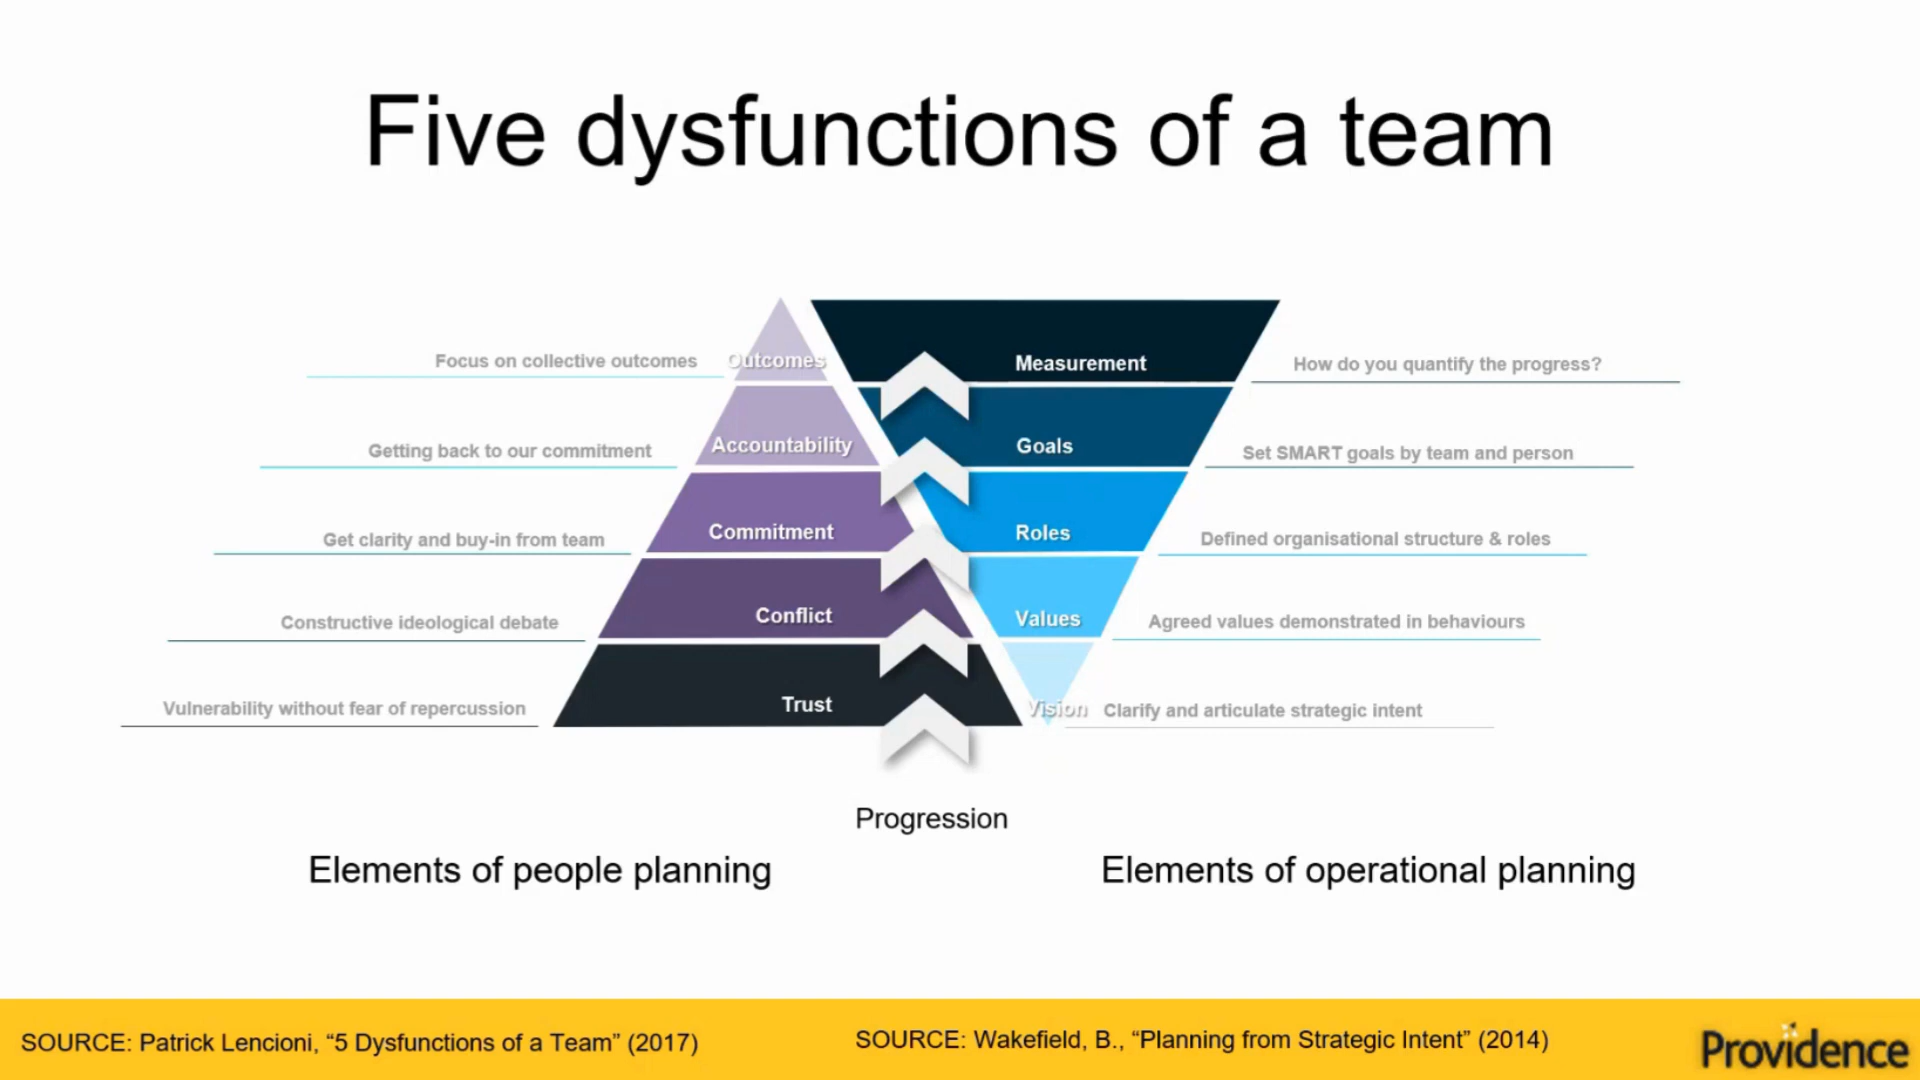 Five dysfunctions of a team
Focus on collective outcomes
Outcomes
Measurement
How do you quantify the progress?
Getting back to our commitment
Accountability
Goals
Set SMART goals by team and person
Get clarity and buy-in from team
Commitment
Roles
Defined organisational structure & roles
Constructive ideological debate
Conflict
Values
Agreed values demonstrated in behaviours
Vulnerability without fear of repercussion
Trust
Vision
Clarify and articulate strategic intent
Progression
Elements of people planning
Elements of operational planning
SOURCE: Patrick Lencioni, “5 Dysfunctions of a Team” (2017)
SOURCE: Wakefield, B., “Planning from Strategic Intent” (2014)
Providence